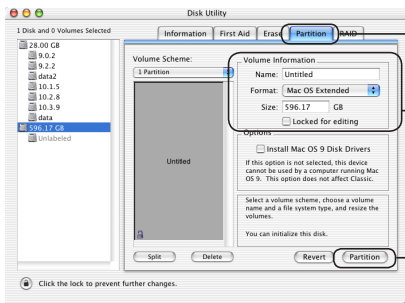 Disk Utility
1 Disk and 0 Volumes Selected
Information First Aid Erase Partition RAID
28.00 GB
9.0.2
9.2.2
data2
10.1.5
10.2.8
10.3.9
data
596.17 GB
Unlabeled
Volume Scheme:
1 Partition
Untitled
Split Delete
Volume Information
Name: Untitled
Format: Mac OS Extended
Size: 596.17 GB
Locked for editing
Options
Install Mac OS 9 Disk Drivers
If this option is not selected, this device
cannot be used by a computer running Mac
OS 9. This option does not affect Classic.
Select a volume scheme, choose a volume
name and a file system type, and resize the
volumes.
You can initialize this disk.
Revert Partition
Click the lock to prevent further changes.